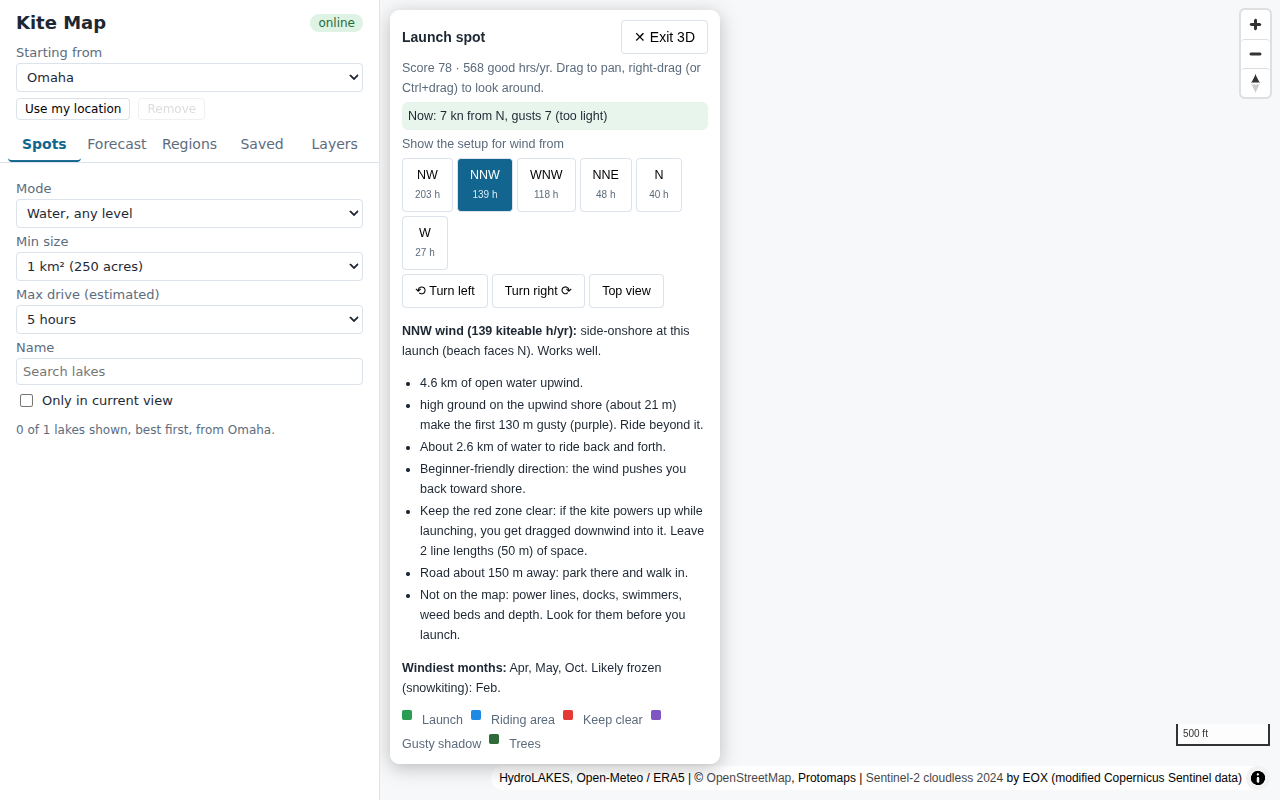 Kite Map
online
Starting from
Omaha
Use my location
Remove
Spots
Forecast
Regions
Saved
Layers
Mode
Water, any level
Min size
1 km² (250 acres)
Max drive (estimated)
5 hours
Name
Search lakes
Only in current view
0 of 1 lakes shown, best first, from Omaha.
Launch spot
✕ Exit 3D
Score 78 · 568 good hrs/yr. Drag to pan, right-drag (or
Ctrl+drag) to look around.
Now: 7 kn from N, gusts 7 (too light)
Show the setup for wind from
NW
203 h
NNW
139 h
WNW
118 h
NNE
48 h
N
40 h
W
27 h
⟲ Turn left
Turn right ⟳
Top view
NNW wind (139 kiteable h/yr): side-onshore at this
launch (beach faces N). Works well.
• 4.6 km of open water upwind.
• high ground on the upwind shore (about 21 m)
make the first 130 m gusty (purple). Ride beyond it.
• About 2.6 km of water to ride back and forth.
• Beginner-friendly direction: the wind pushes you
back toward shore.
• Keep the red zone clear: if the kite powers up while
launching, you get dragged downwind into it. Leave
2 line lengths (50 m) of space.
• Road about 150 m away: park there and walk in.
• Not on the map: power lines, docks, swimmers,
weed beds and depth. Look for them before you
launch.
Windiest months: Apr, May, Oct. Likely frozen
(snowkiting): Feb.
Launch
Riding area
Keep clear
Gusty shadow
Trees
500 ft
HydroLAKES, Open-Meteo / ERA5 | © OpenStreetMap, Protomaps | Sentinel-2 cloudless 2024 by EOX (modified Copernicus Sentinel data)